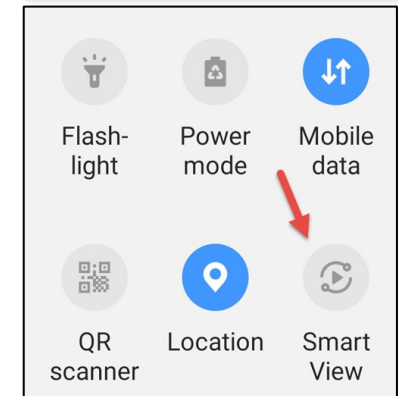 Flash-
light
Power
mode
Mobile
data
QR
scanner
Location
Smart
View